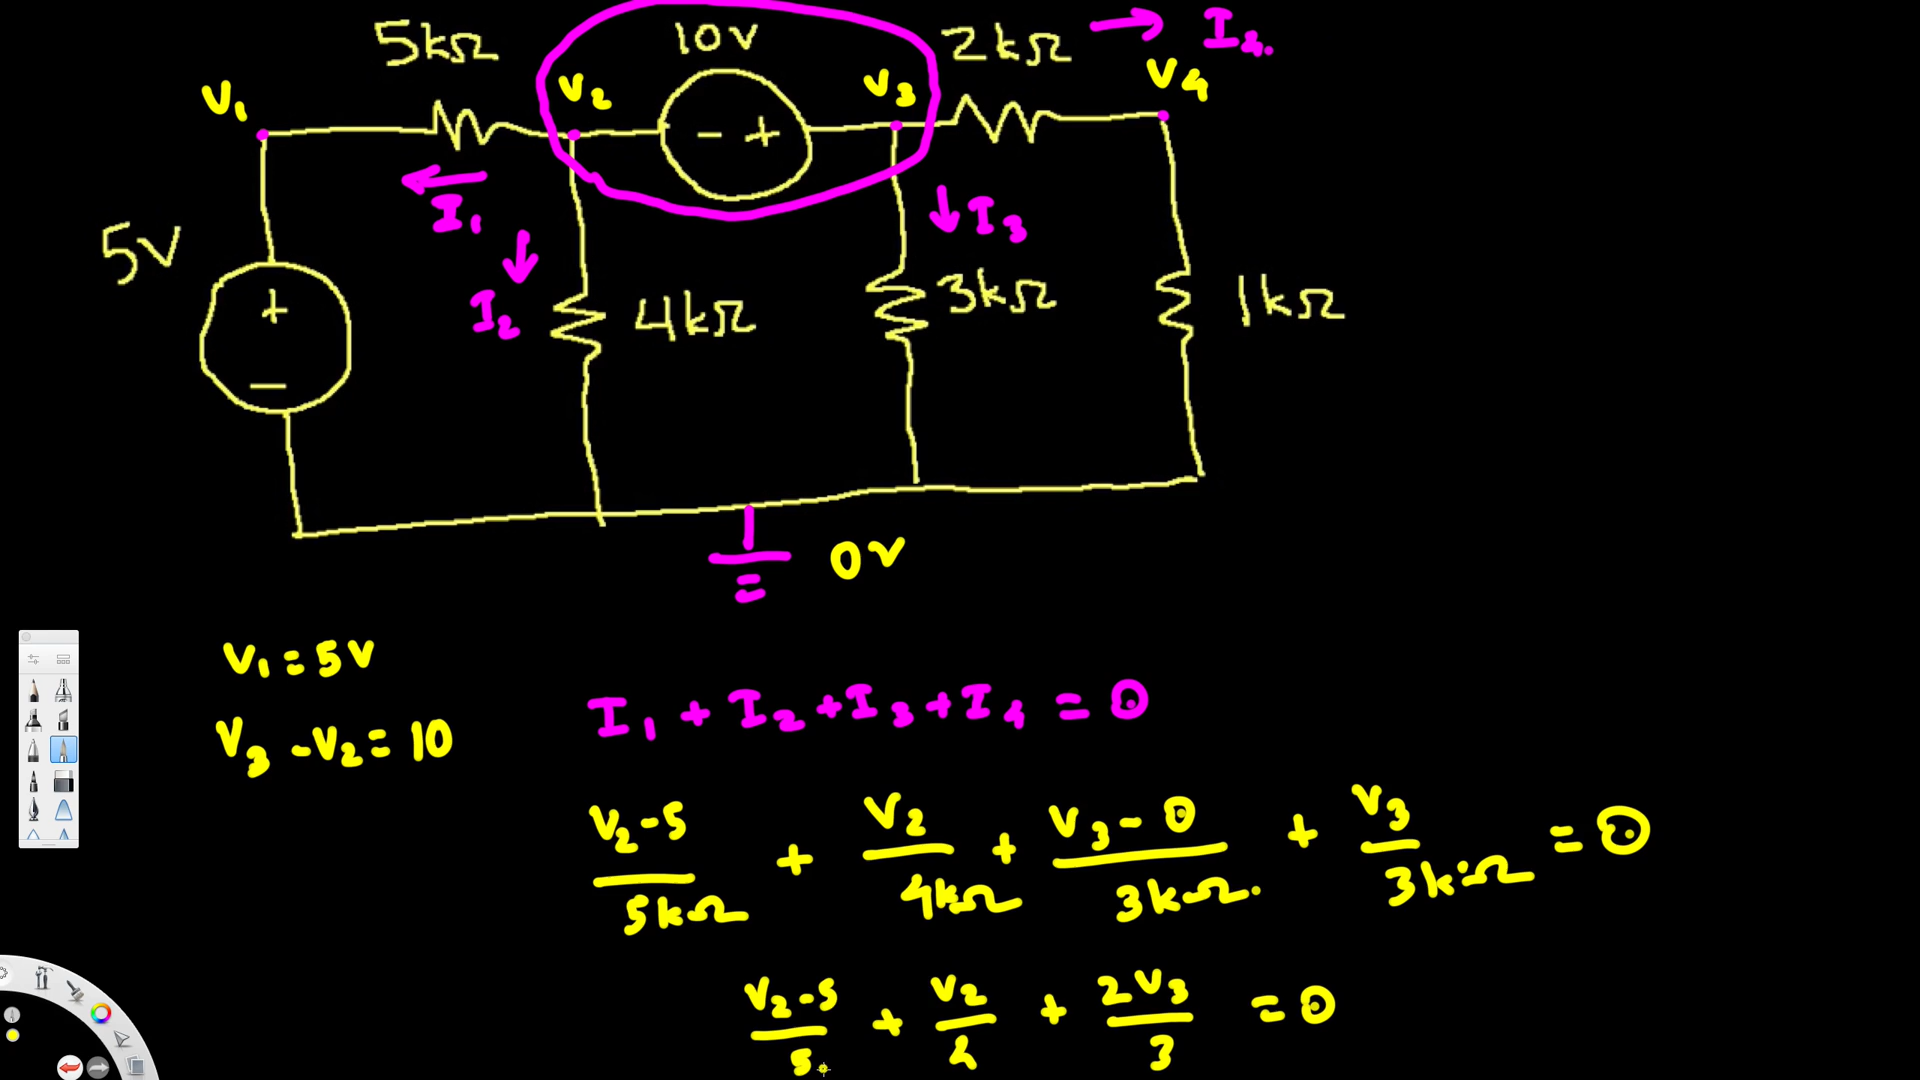 5kΩ 10V 2kΩ → I4.
V1 V2 V3 V4
- +
I1 I3
5V + I2 4kΩ 3kΩ 1kΩ
-
0V
V1 = 5V
I1 + I2 + I3 + I4 = 0
V3 - V2 = 10
V2-5/5kΩ + V2/4kΩ + V3-0/3kΩ. + V3/3kΩ = 0
V2-5/5 + V2/4 + 2V3/3 = 0